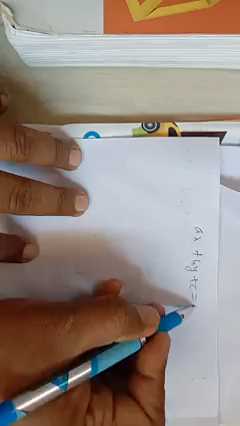 ax + by + c =